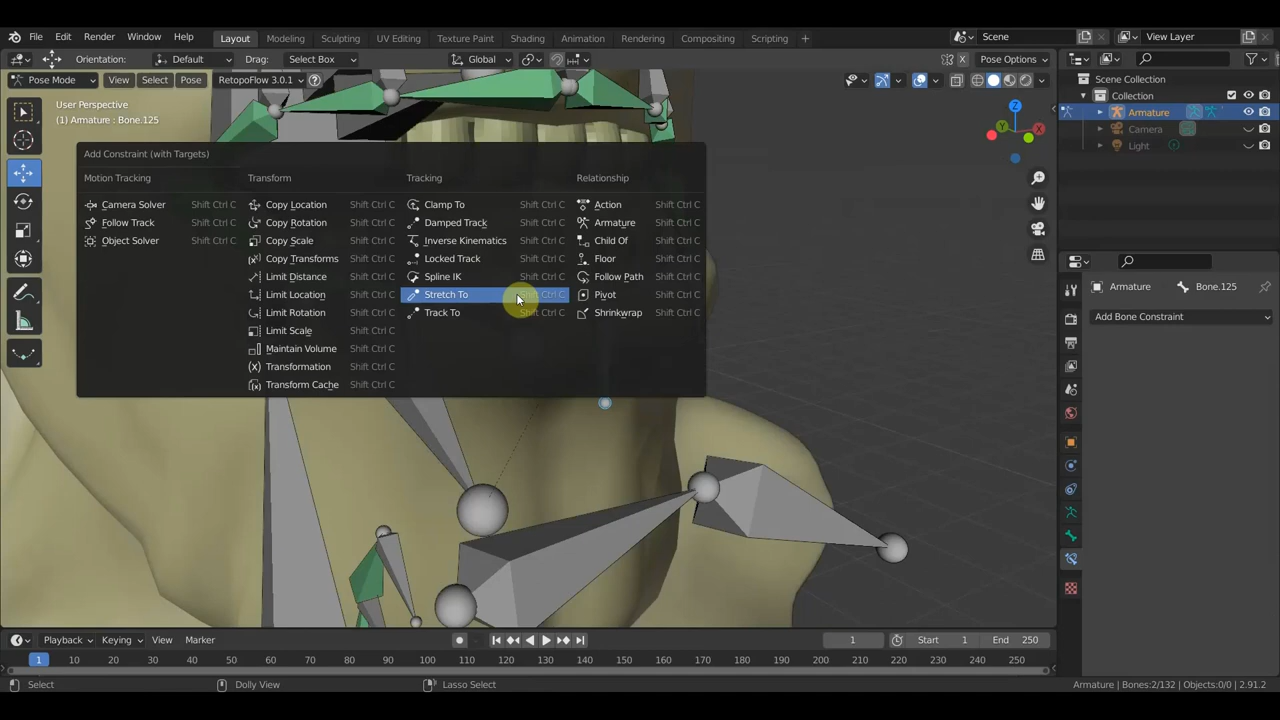 File Edit Render Window Help Layout Modeling Sculpting UV Editing Texture Paint Shading Animation Rendering Compositing Scripting + Scene View Layer
Orientation: Default Drag: Select Box Global Pose Options
Pose Mode View Select Pose RetopoFlow 3.0.1
Scene Collection
Collection
Armature
Camera
Light
User Perspective
(1) Armature : Bone.125
Add Constraint (with Targets)
Motion Tracking Transform Tracking Relationship
Camera Solver Shift Ctrl C Copy Location Shift Ctrl C Clamp To Shift Ctrl C Action Shift Ctrl C
Follow Track Shift Ctrl C Copy Rotation Shift Ctrl C Damped Track Shift Ctrl C Armature Shift Ctrl C
Object Solver Shift Ctrl C Copy Scale Shift Ctrl C Inverse Kinematics Shift Ctrl C Child Of Shift Ctrl C
Copy Transforms Shift Ctrl C Locked Track Shift Ctrl C Floor Shift Ctrl C
Limit Distance Shift Ctrl C Spline IK Shift Ctrl C Follow Path Shift Ctrl C
Limit Location Shift Ctrl C Stretch To Shift Ctrl C Pivot Shift Ctrl C
Limit Rotation Shift Ctrl C Track To Shift Ctrl C Shrinkwrap Shift Ctrl C
Limit Scale Shift Ctrl C
Maintain Volume Shift Ctrl C
Transformation Shift Ctrl C
Transform Cache Shift Ctrl C
Z
Y X
Armature Bone.125
Add Bone Constraint
Playback Keying View Marker 1 Start 1 End 250
1 10 20 30 40 50 60 70 80 90 100 110 120 130 140 150 160 170 180 190 200 210 220 230 240 250
Select Dolly View Lasso Select Armature | Bones:2/132 | Objects:0/0 | 2.91.2